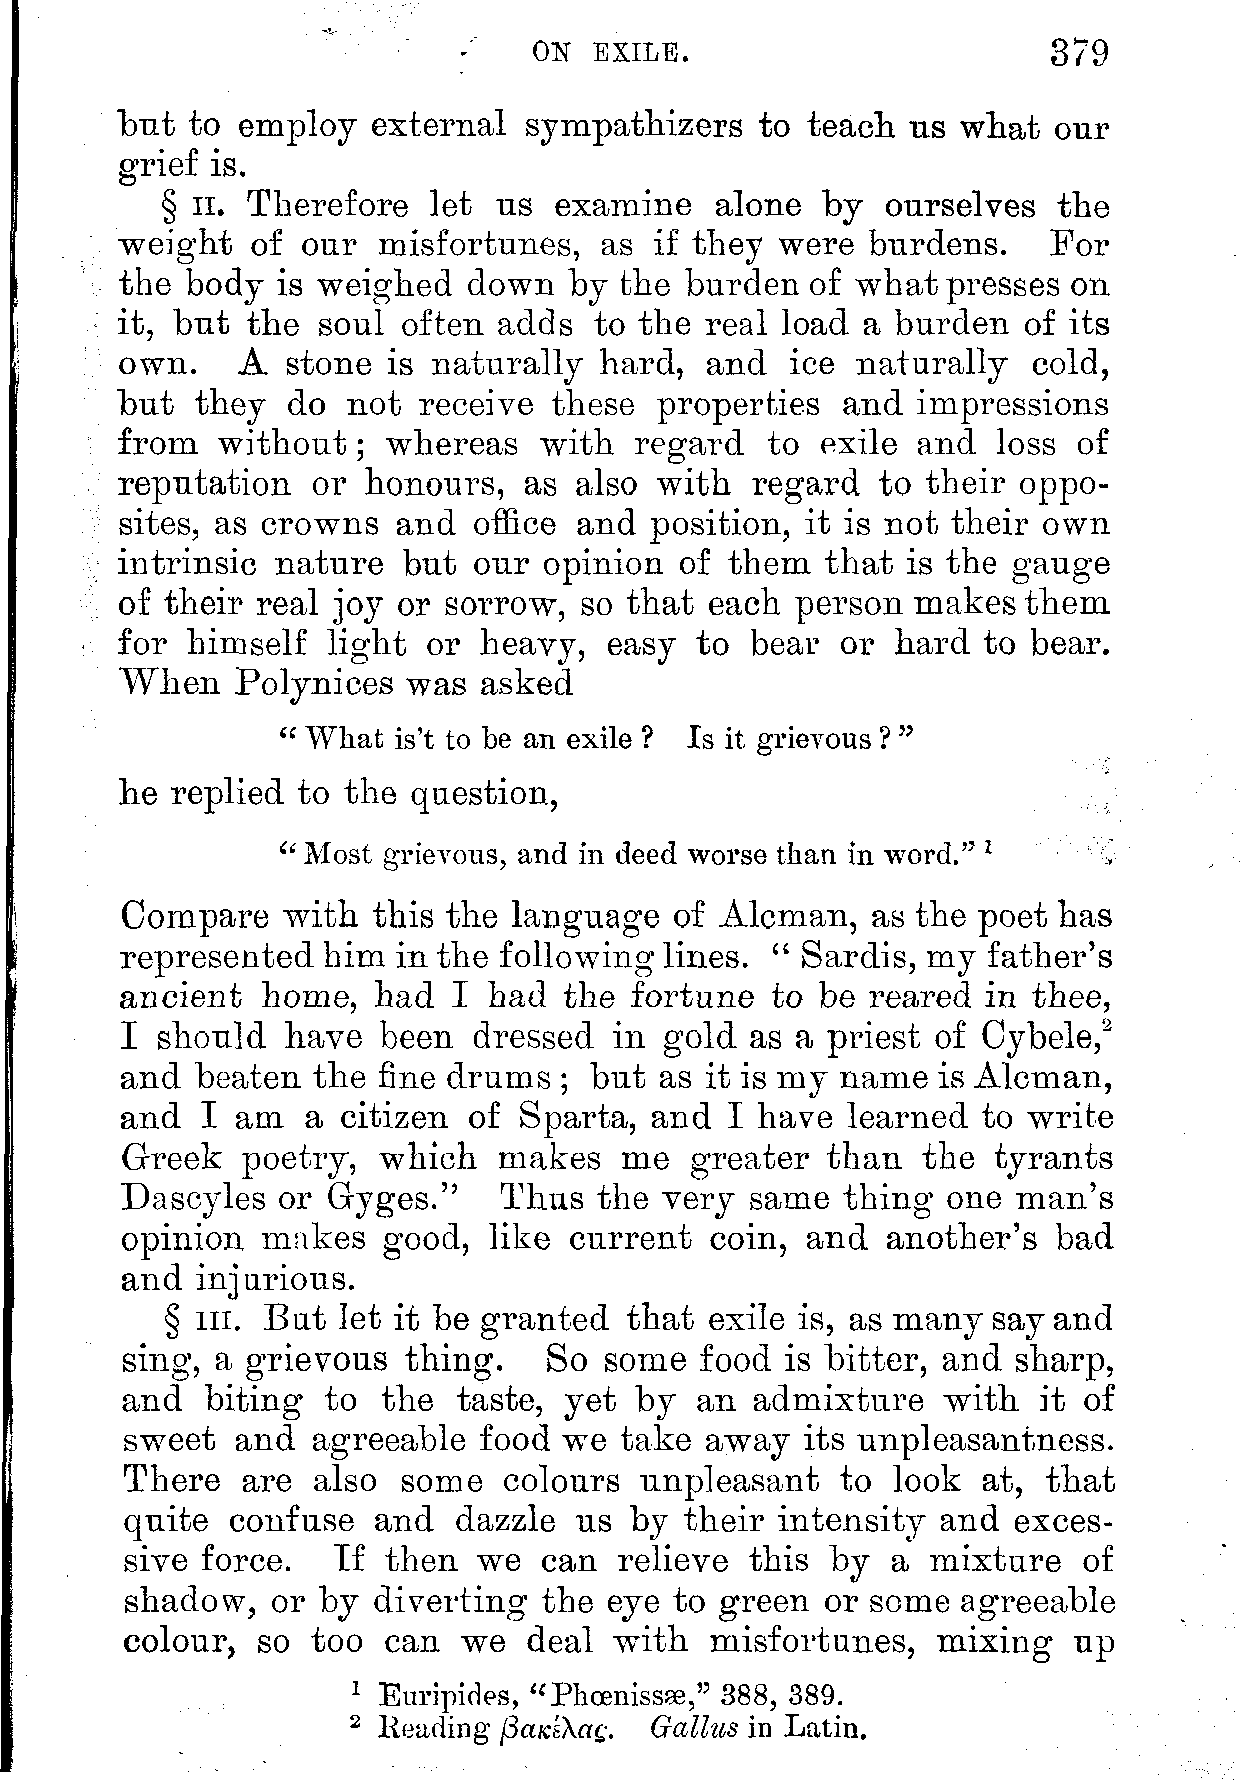 ON EXILE. 379
but to employ external sympathizers to teach us what our
grief is.
§ II. Therefore let us examine alone by ourselves the
weight of our misfortunes, as if they were burdens. For
the body is weighed down by the burden of what presses on
it, but the soul often adds to the real load a burden of its
own. A stone is naturally hard, and ice naturally cold,
but they do not receive these properties and impressions
from without; whereas with regard to exile and loss of
reputation or honours, as also with regard to their oppo-
sites, as crowns and office and position, it is not their own
intrinsic nature but our opinion of them that is the gauge
of their real joy or sorrow, so that each person makes them
for himself light or heavy, easy to bear or hard to bear.
When Polynices was asked
“What is't to be an exile? Is it grievous?”
he replied to the question,
“Most grievous, and in deed worse than in word.” ¹
Compare with this the language of Alcman, as the poet has
represented him in the following lines. “Sardis, my father's
ancient home, had I had the fortune to be reared in thee,
I should have been dressed in gold as a priest of Cybele,²
and beaten the fine drums; but as it is my name is Alcman,
and I am a citizen of Sparta, and I have learned to write
Greek poetry, which makes me greater than the tyrants
Dascyles or Gyges.” Thus the very same thing one man's
opinion makes good, like current coin, and another's bad
and injurious.
§ III. But let it be granted that exile is, as many say and
sing, a grievous thing. So some food is bitter, and sharp,
and biting to the taste, yet by an admixture with it of
sweet and agreeable food we take away its unpleasantness.
There are also some colours unpleasant to look at, that
quite confuse and dazzle us by their intensity and exces-
sive force. If then we can relieve this by a mixture of
shadow, or by diverting the eye to green or some agreeable
colour, so too can we deal with misfortunes, mixing up
¹ Euripides, “Phœnissæ,” 388, 389.
² Reading βακέλας. Gallus in Latin.